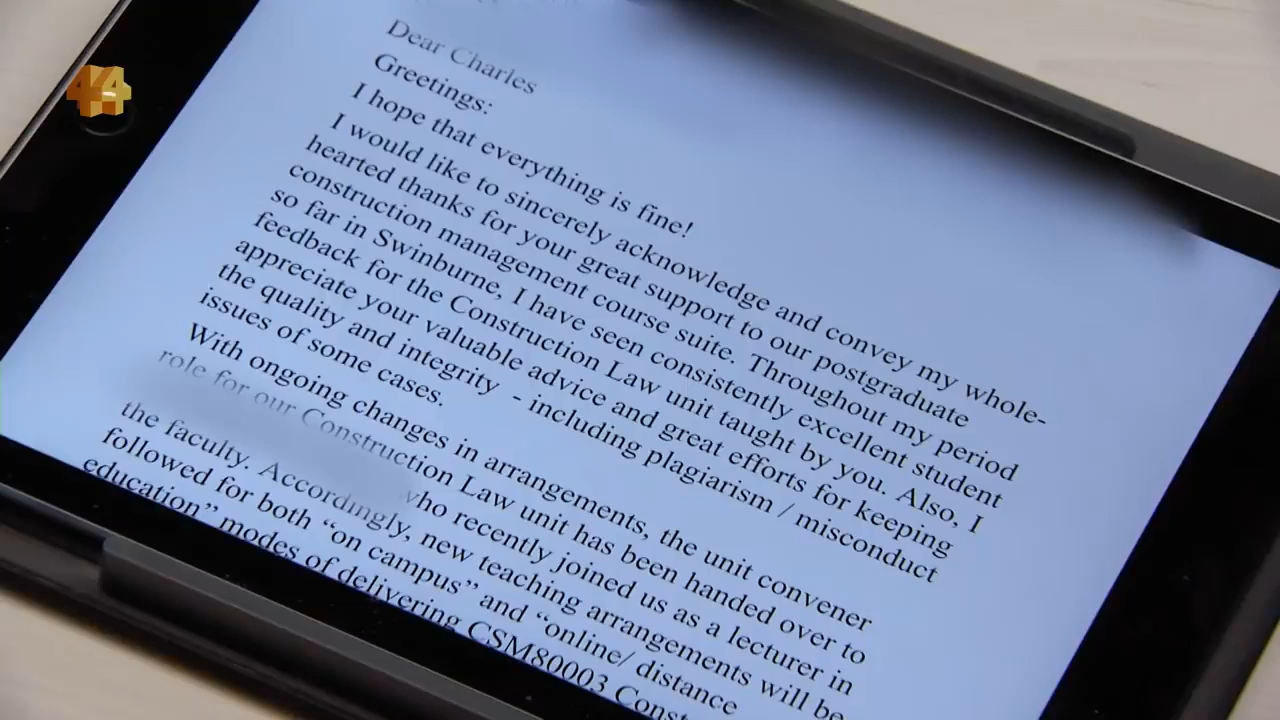 Dear Charles
Greetings:
I hope that everything is fine!
I would like to sincerely acknowledge and convey my whole-
hearted thanks for your great support to our postgraduate
construction management course suite. Throughout my period
so far in Swinburne, I have seen consistently excellent student
feedback for the Construction Law unit taught by you. Also, I
appreciate your valuable advice and great efforts for keeping
the quality and integrity - including plagiarism / misconduct
issues of some cases.
With ongoing changes in arrangements, the unit convener
role for our Construction Law unit has been handed over to
who recently joined us as a lecturer in
the faculty. Accordingly, new teaching arrangements will be
followed for both “on campus” and “online/ distance
education” modes of delivering CSM80003